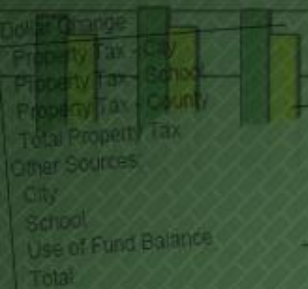 Dollar Change
Property Tax - City
Property Tax - School
Property Tax - County
Total Property Tax
Other Sources:
City
School
Use of Fund Balance
Total